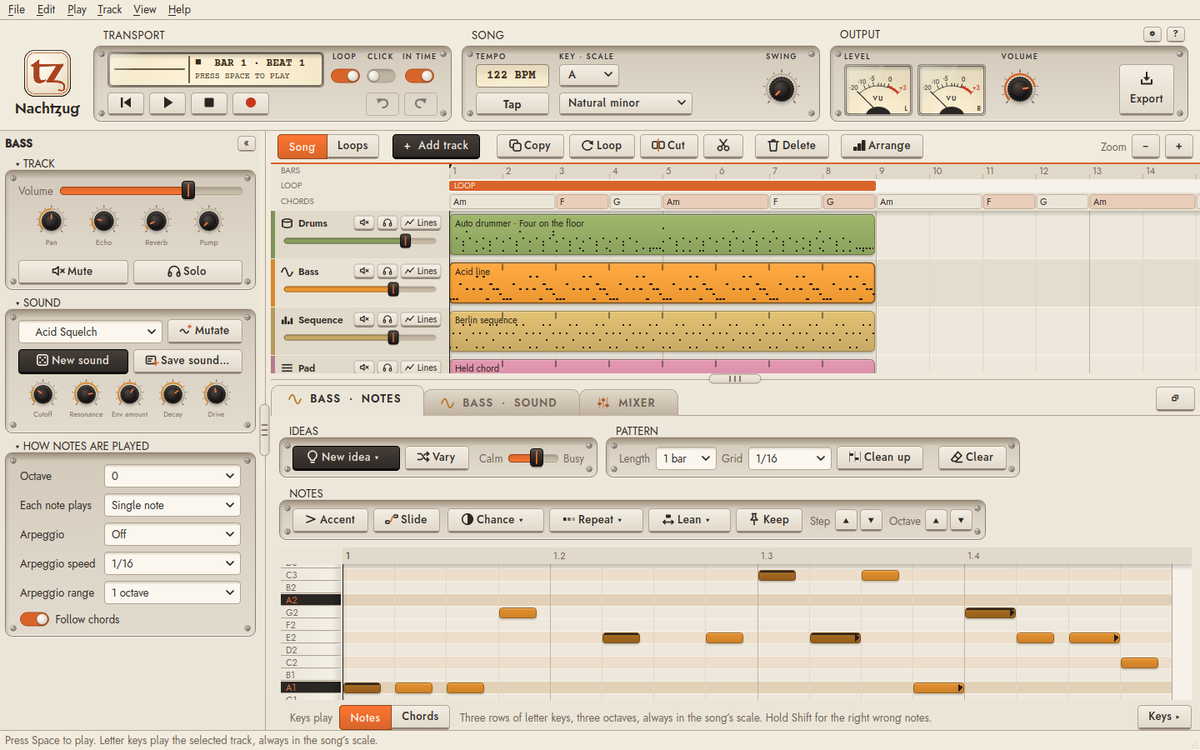 File Edit Play Track View Help
TRANSPORT SONG OUTPUT
tz
Nachtzug
BAR 1 · BEAT 1
PRESS SPACE TO PLAY
LOOP CLICK IN TIME
TEMPO KEY · SCALE SWING
122 BPM A
Tap Natural minor
LEVEL VOLUME
-20 -10 -5 0 +3 VU L
-20 -10 -5 0 +3 VU R
Export
BASS
TRACK
Volume
Pan Echo Reverb Pump
Mute Solo
SOUND
Acid Squelch Mutate
New sound Save sound...
Cutoff Resonance Env amount Decay Drive
HOW NOTES ARE PLAYED
Octave 0
Each note plays Single note
Arpeggio Off
Arpeggio speed 1/16
Arpeggio range 1 octave
Follow chords
Song Loops + Add track Copy Loop Cut Delete Arrange Zoom − +
BARS 1 2 3 4 5 6 7 8 9 10 11 12 13 14
LOOP LOOP
CHORDS Am F G Am F G Am F G Am
Drums Lines Auto drummer · Four on the floor
Bass Lines Acid line
Sequence Lines Berlin sequence
Pad Lines Held chord
BASS · NOTES BASS · SOUND MIXER
IDEAS PATTERN
New idea Vary Calm Busy Length 1 bar Grid 1/16 Clean up Clear
NOTES
Accent Slide Chance Repeat Lean Keep Step Octave
1 1.2 1.3 1.4
C3
B2
A2
G2
F2
E2
D2
C2
B1
A1
Keys play Notes Chords Three rows of letter keys, three octaves, always in the song's scale. Hold Shift for the right wrong notes. Keys
Press Space to play. Letter keys play the selected track, always in the song's scale.